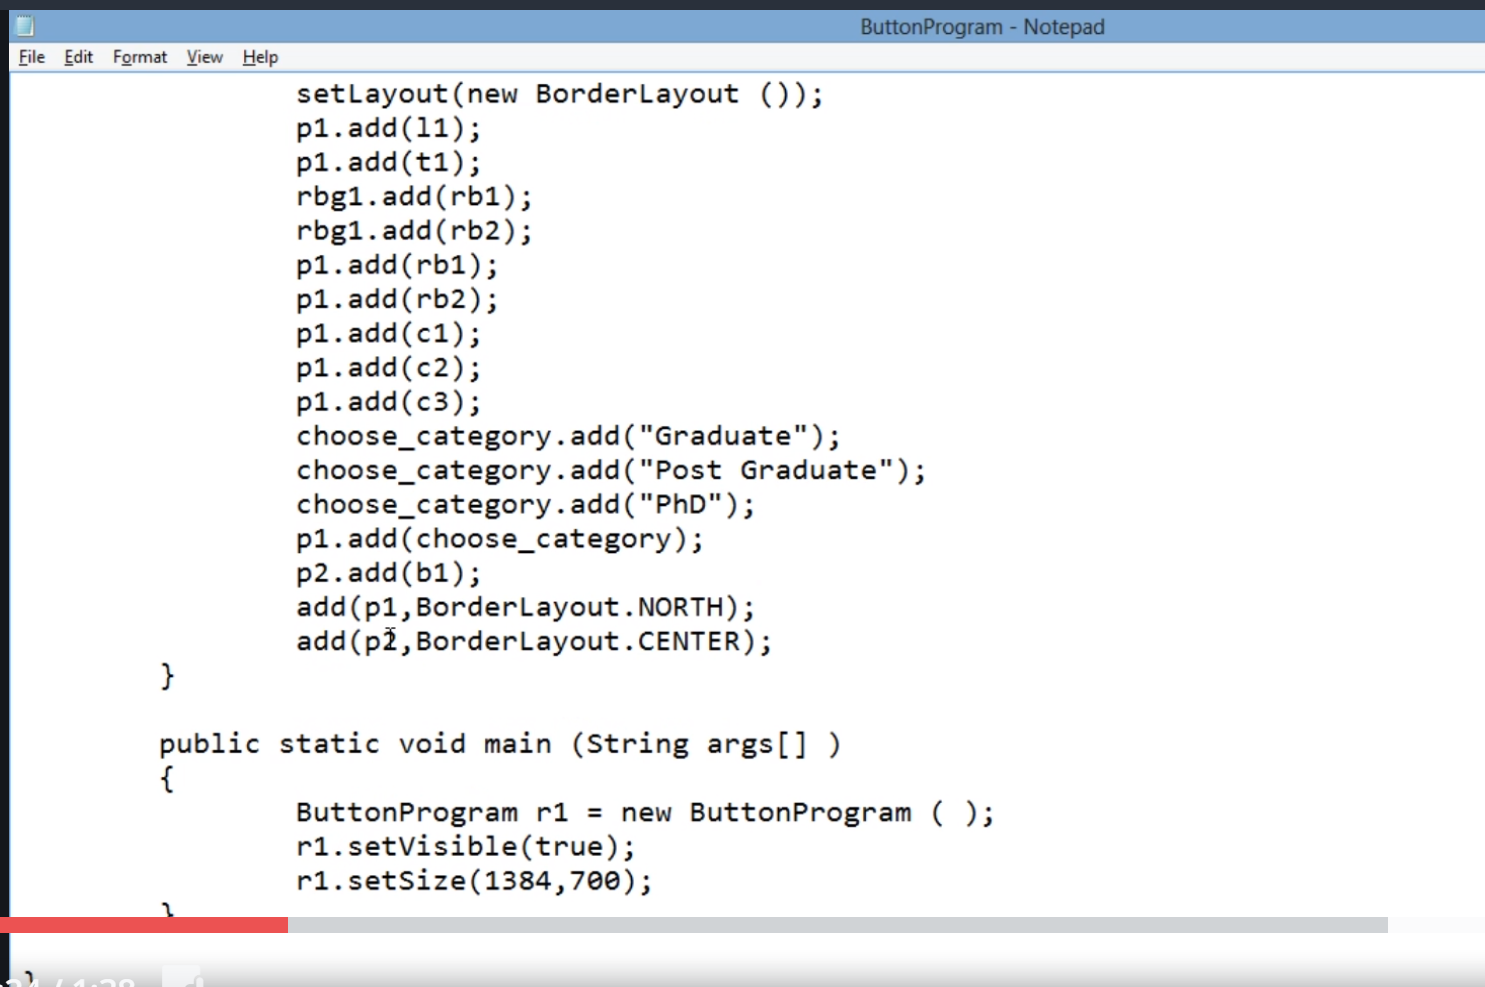 ButtonProgram - Notepad
File Edit Format View Help
setLayout(new BorderLayout ());
p1.add(l1);
p1.add(t1);
rbg1.add(rb1);
rbg1.add(rb2);
p1.add(rb1);
p1.add(rb2);
p1.add(c1);
p1.add(c2);
p1.add(c3);
choose_category.add("Graduate");
choose_category.add("Post Graduate");
choose_category.add("PhD");
p1.add(choose_category);
p2.add(b1);
add(p1,BorderLayout.NORTH);
add(p2,BorderLayout.CENTER);
}
public static void main (String args[] )
{
ButtonProgram r1 = new ButtonProgram ( );
r1.setVisible(true);
r1.setSize(1384,700);
}
}